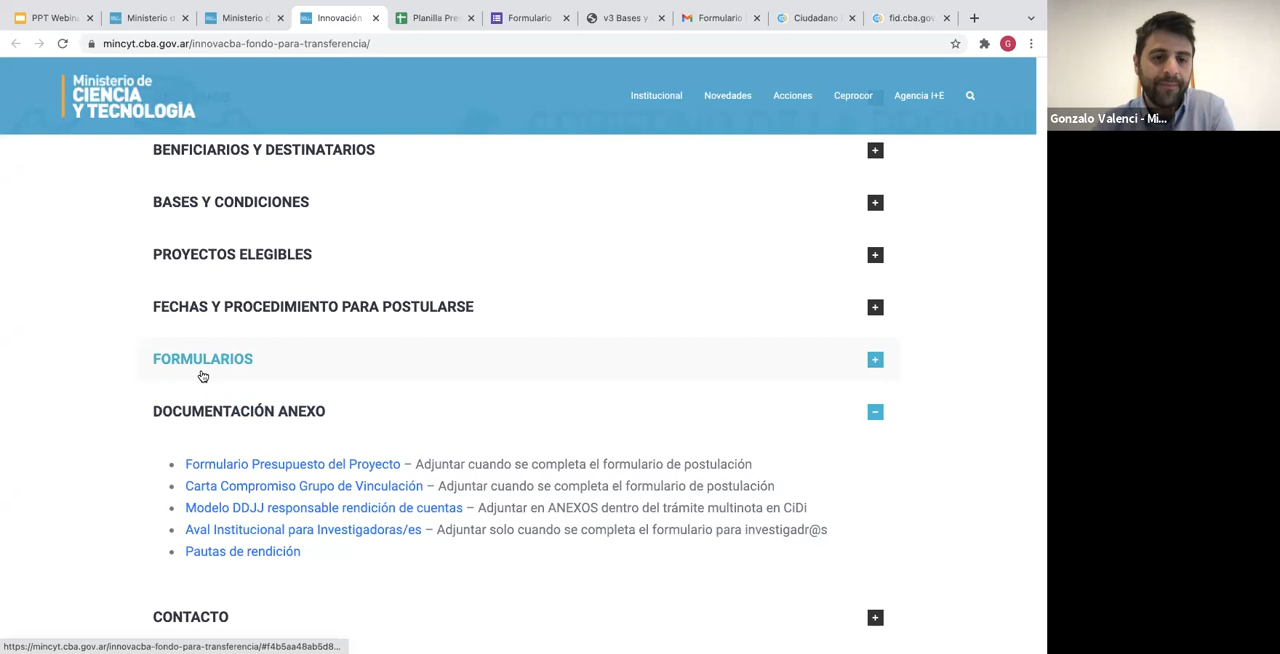 PPT Webina
Ministerio d
Ministerio d
Innovación
Planilla Pre
Formulario
v3 Bases y
Formulario
Ciudadano
fid.cba.gov
mincyt.cba.gov.ar/innovacba-fondo-para-transferencia/
G
Ministerio de
CIENCIA
Y TECNOLOGÍA
Institucional
Novedades
Acciones
Ceprocor
Agencia I+E
Gonzalo Valenci - Mi...
BENFICIARIOS Y DESTINATARIOS
BASES Y CONDICIONES
PROYECTOS ELEGIBLES
FECHAS Y PROCEDIMIENTO PARA POSTULARSE
FORMULARIOS
DOCUMENTACIÓN ANEXO
Formulario Presupuesto del Proyecto – Adjuntar cuando se completa el formulario de postulación
Carta Compromiso Grupo de Vinculación – Adjuntar cuando se completa el formulario de postulación
Modelo DDJJ responsable rendición de cuentas – Adjuntar en ANEXOS dentro del trámite multinota en CiDi
Aval Institucional para Investigadoras/es – Adjuntar solo cuando se completa el formulario para investigadr@s
Pautas de rendición
CONTACTO
https://mincyt.cba.gov.ar/innovacba-fondo-para-transferencia/#f4b5aa48ab5d8...